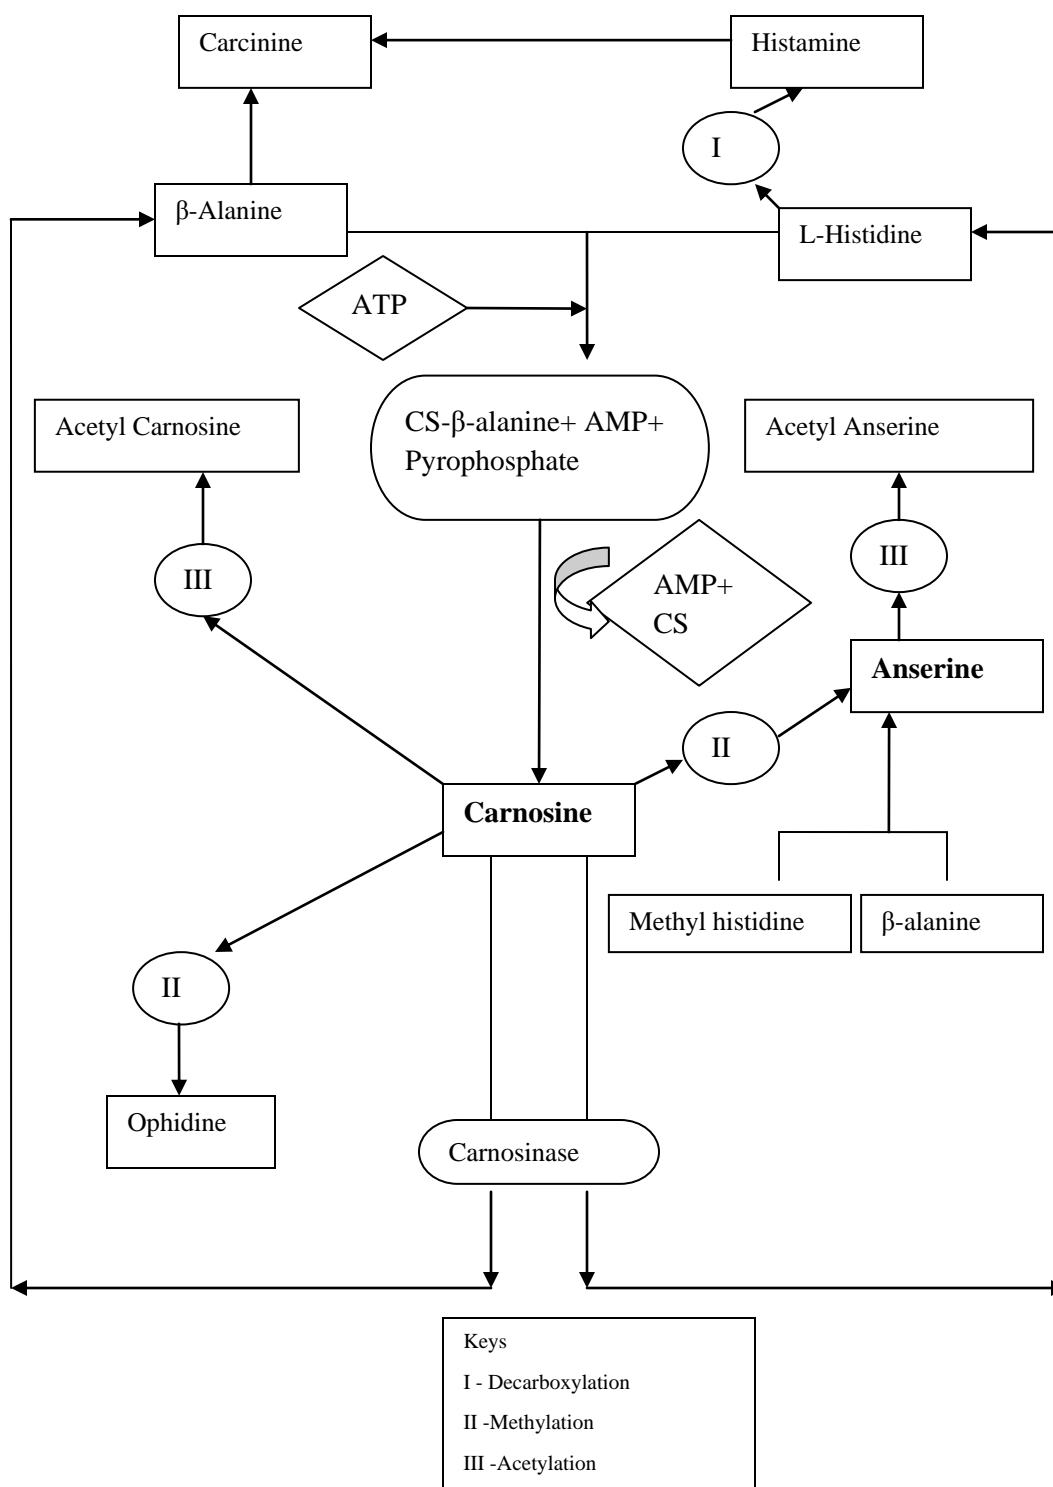 Carcinine
Histamine
I
β-Alanine
L-Histidine
ATP
CS-β-alanine+ AMP+
Pyrophosphate
Acetyl Carnosine
Acetyl Anserine
III
III
AMP+
CS
Anserine
II
Carnosine
Methyl histidine
β-alanine
II
Ophidine
Carnosinase
Keys
I - Decarboxylation
II -Methylation
III -Acetylation